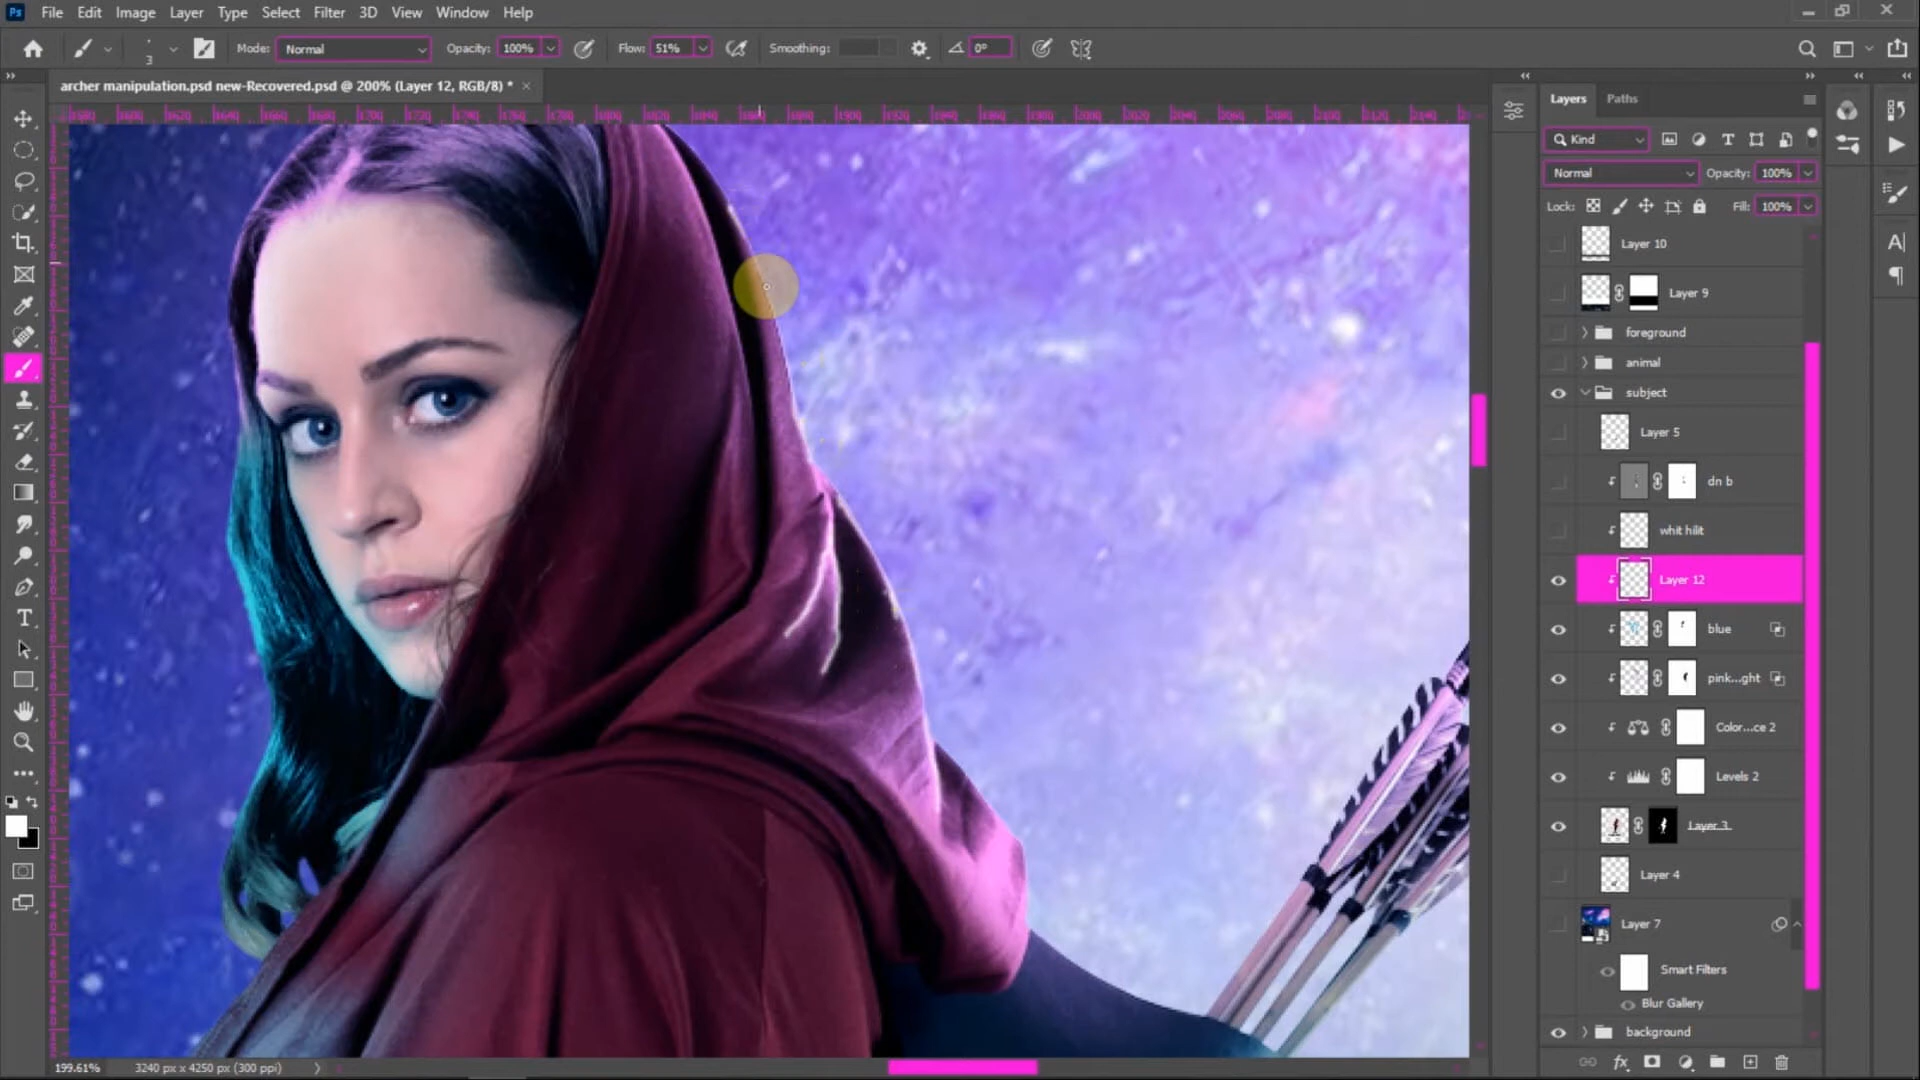 Ps File Edit Image Layer Type Select Filter 3D View Window Help
3 Mode: Normal Opacity: 100% Flow: 51% Smoothing: 0°
archer manipulation.psd new-Recovered.psd @ 200% (Layer 12, RGB/8) * ×
Layers Paths
Kind
Normal Opacity: 100%
Lock: Fill: 100%
Layer 10
Layer 9
foreground
animal
subject
Layer 5
dn b
whit hilit
Layer 12
blue
pink...ght
Color...ce 2
Levels 2
Layer 3
Layer 4
Layer 7
Smart Filters
Blur Gallery
background
199.61% 3240 px x 4250 px (300 ppi)